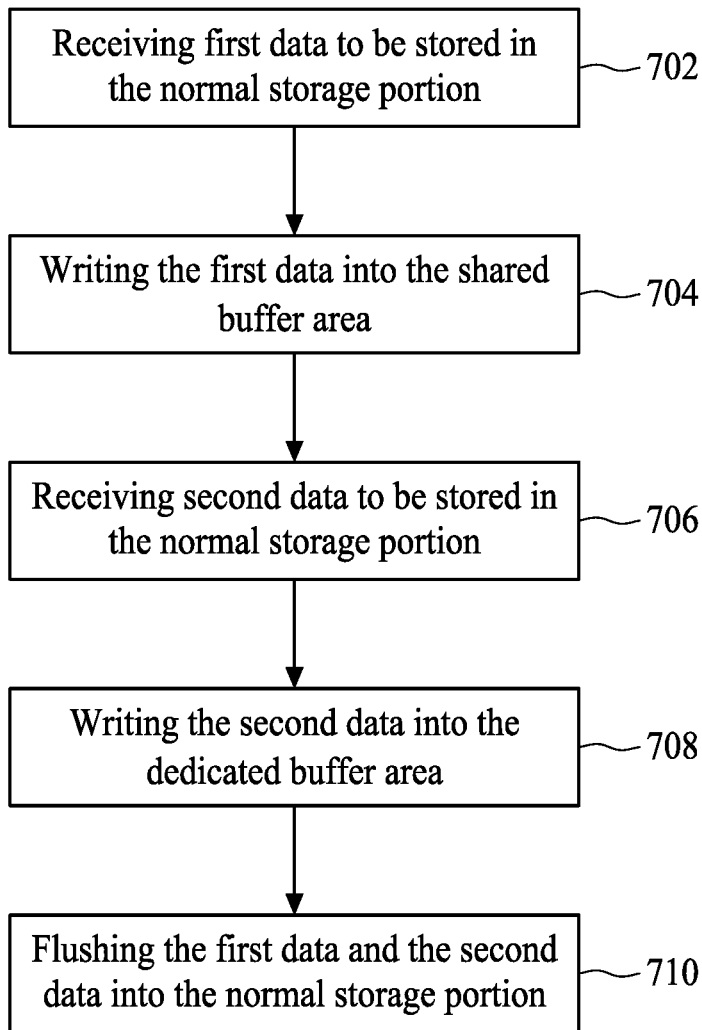 Receiving first data to be stored in
the normal storage portion
702
Writing the first data into the shared
buffer area
704
Receiving second data to be stored in
the normal storage portion
706
Writing the second data into the
dedicated buffer area
708
Flushing the first data and the second
data into the normal storage portion
710